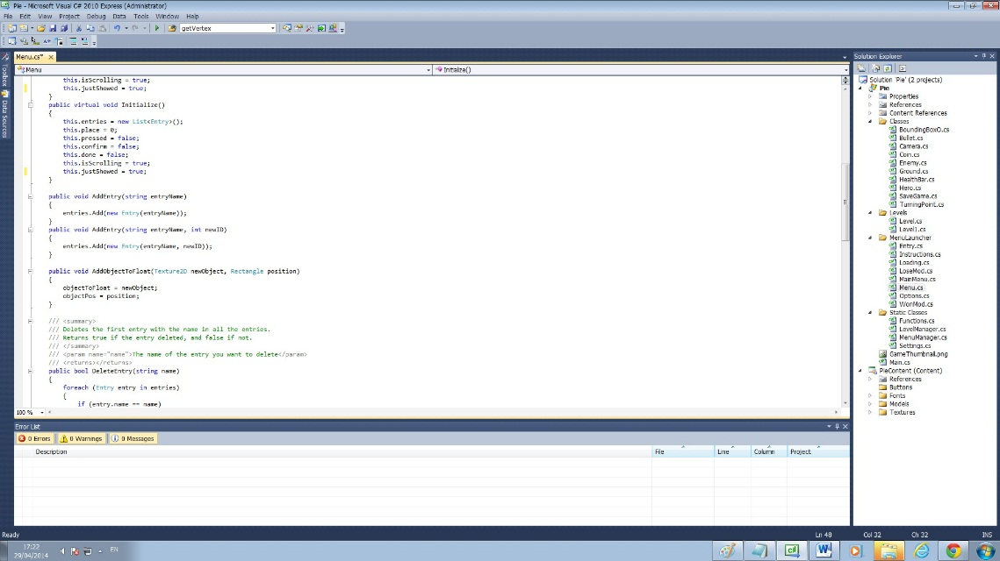 Pie - Microsoft Visual C# 2010 Express (Administrator)
File Edit View Project Debug Data Tools Window Help
getVertex
Menu.cs*
Solution Explorer
Toolbox
Data Sources
Menu
Initialize()
this.isScrolling = true;
this.justShowed = true;
}
public virtual void Initialize()
{
this.entries = new List<Entry>();
this.place = 0;
this.pressed = false;
this.confirm = false;
this.done = false;
this.isScrolling = true;
this.justShowed = true;
}
public void AddEntry(string entryName)
{
entries.Add(new Entry(entryName));
}
public void AddEntry(string entryName, int newID)
{
entries.Add(new Entry(entryName, newID));
}
public void AddObjectToFloat(Texture2D newObject, Rectangle position)
{
objectToFloat = newObject;
objectPos = position;
}
/// <summary>
/// Deletes the first entry with the name in all the entries.
/// Returns true if the entry deleted, and false if not.
/// </summary>
/// <param name="name">The name of the entry you want to delete</param>
/// <returns></returns>
public bool DeleteEntry(string name)
{
foreach (Entry entry in entries)
{
if (entry.name == name)
100 %
Solution 'Pie' (2 projects)
Pie
Properties
References
Content References
Classes
BoundingBoxO.cs
Bullet.cs
Camera.cs
Coin.cs
Enemy.cs
Ground.cs
HealthBar.cs
Hero.cs
SaveGame.cs
TurningPoint.cs
Levels
Level.cs
Level1.cs
MenuLauncher
Entry.cs
Instructions.cs
Loading.cs
LoseMod.cs
MainMenu.cs
Menu.cs
Options.cs
WonMod.cs
Static Classes
Functions.cs
LevelManager.cs
MenuManager.cs
Settings.cs
GameThumbnail.png
Main.cs
PieContent (Content)
References
Buttons
Fonts
Models
Textures
Error List
0 Errors 0 Warnings 0 Messages
Description File Line Column Project
Ready Ln 48 Col 32 Ch 32 INS
17:22
29/04/2014
EN